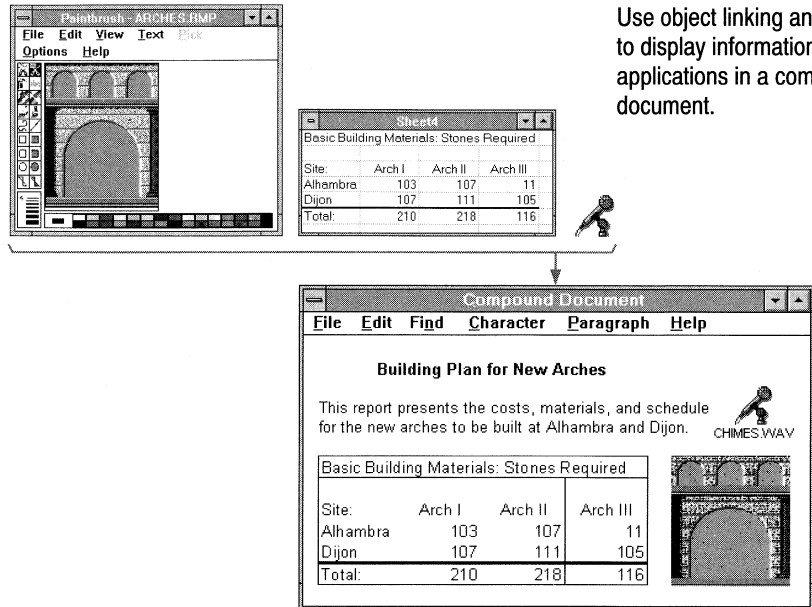 Use object linking an
to display information
applications in a com
document.
Paintbrush - ARCHES.BMP
File Edit View Text Pick
Options Help
Sheet4
Basic Building Materials: Stones Required
Site: Arch I Arch II Arch III
Alhambra 103 107 11
Dijon 107 111 105
Total: 210 218 116
Compound Document
File Edit Find Character Paragraph Help
Building Plan for New Arches
This report presents the costs, materials, and schedule
for the new arches to be built at Alhambra and Dijon.
CHIMES.WAV
Basic Building Materials: Stones Required
Site: Arch I Arch II Arch III
Alhambra 103 107 11
Dijon 107 111 105
Total: 210 218 116